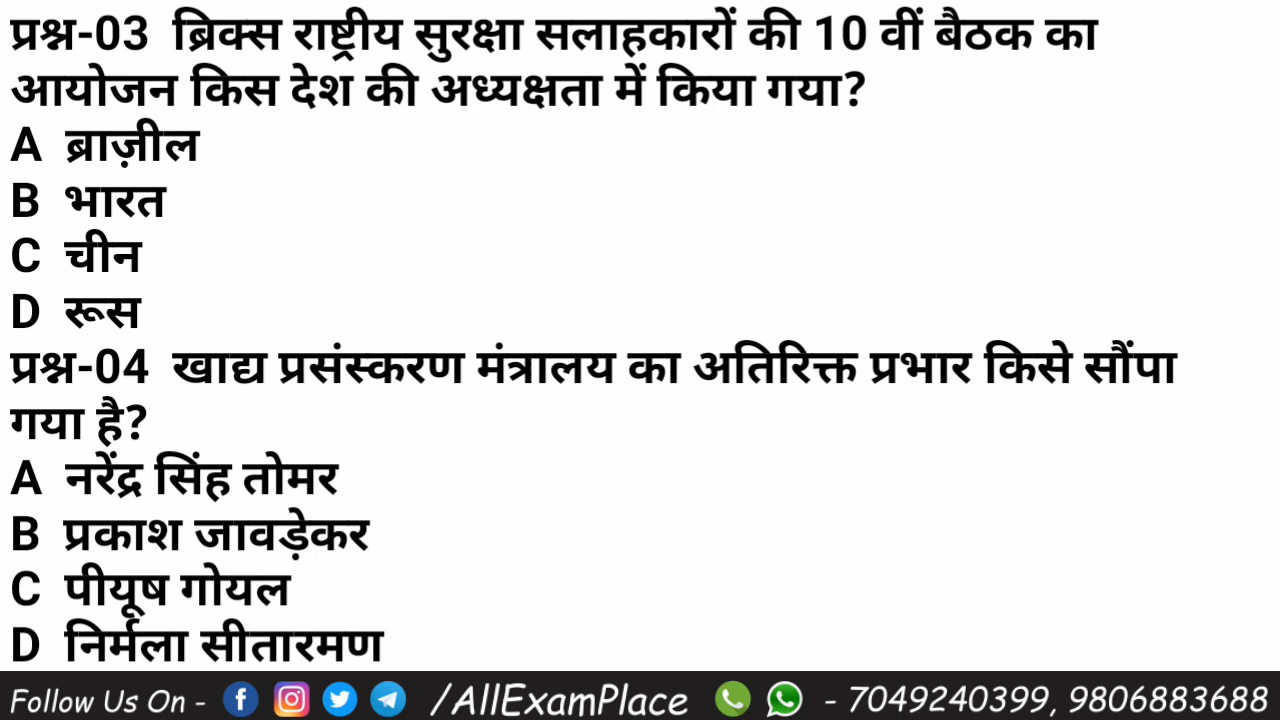 प्रश्न-03 ब्रिक्स राष्ट्रीय सुरक्षा सलाहकारों की 10 वीं बैठक का
आयोजन किस देश की अध्यक्षता में किया गया?
A ब्राज़ील
B भारत
C चीन
D रूस
प्रश्न-04 खाद्य प्रसंस्करण मंत्रालय का अतिरिक्त प्रभार किसे सौंपा
गया है?
A नरेंद्र सिंह तोमर
B प्रकाश जावड़ेकर
C पीयूष गोयल
D निर्मला सीतारमण
Follow Us On - /AllExamPlace - 7049240399, 9806883688